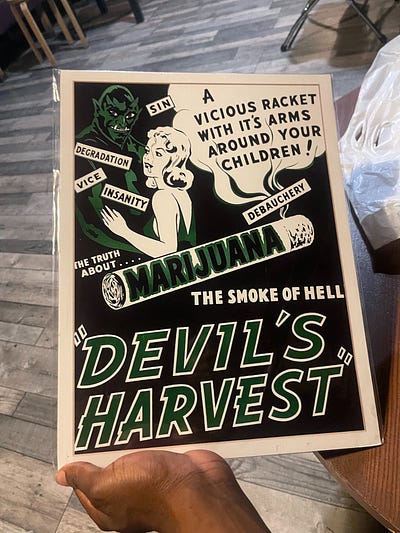 SIN
A
VICIOUS RACKET
WITH IT'S ARMS
AROUND YOUR
CHILDREN!
DEGRADATION
VICE
INSANITY
DEBAUCHERY
THE TRUTH
ABOUT....
MARIJUANA
THE SMOKE OF HELL
"DEVIL'S
HARVEST"